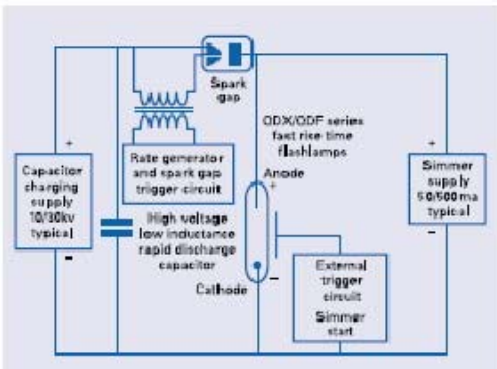 Spark
gap
ODX/ODF series
fast rise-time
flashlamps
Anode
+
+
Capacitor
charging
supply
10/30kv
typical
-
Rate generator
and spark gap
trigger circuit
High voltage
low inductance
rapid discharge
capacitor
Cathode
-
External
trigger
circuit
Simmer
start
+
Simmer
supply
50/500ma
typical
-